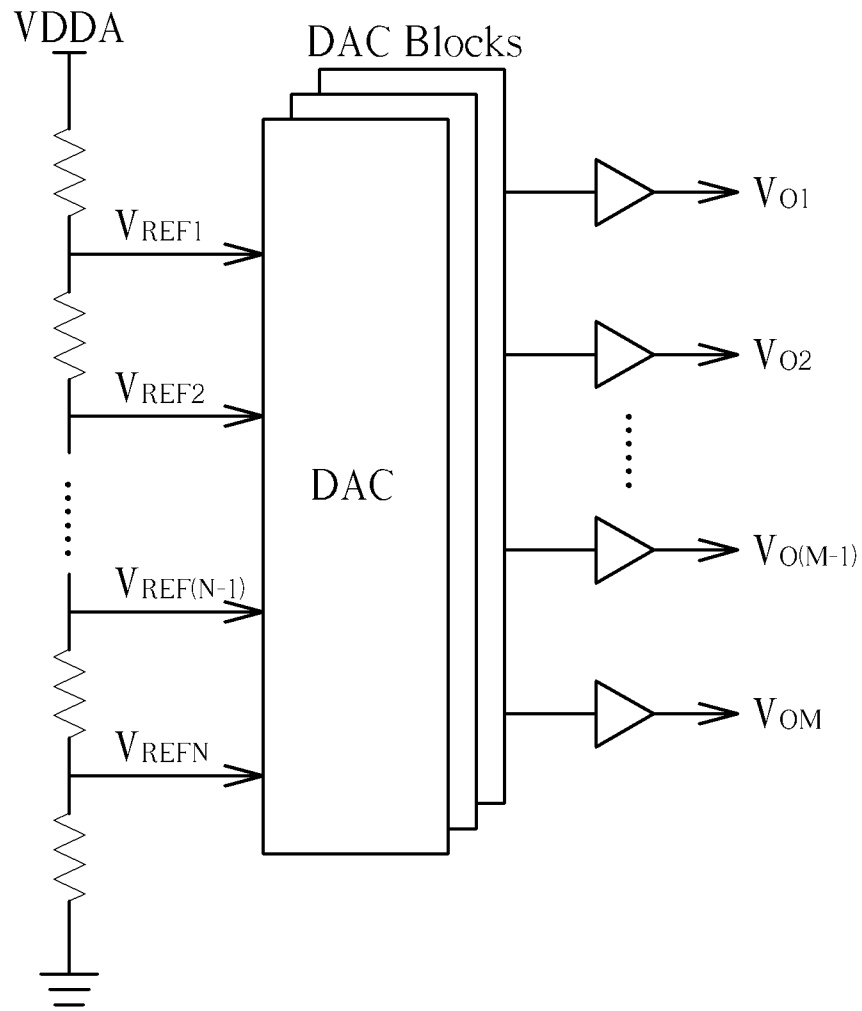 VDDA
DAC Blocks
VREF1
VREF2
VREF(N-1)
VREFN
DAC
VO1
VO2
VO(M-1)
VOM